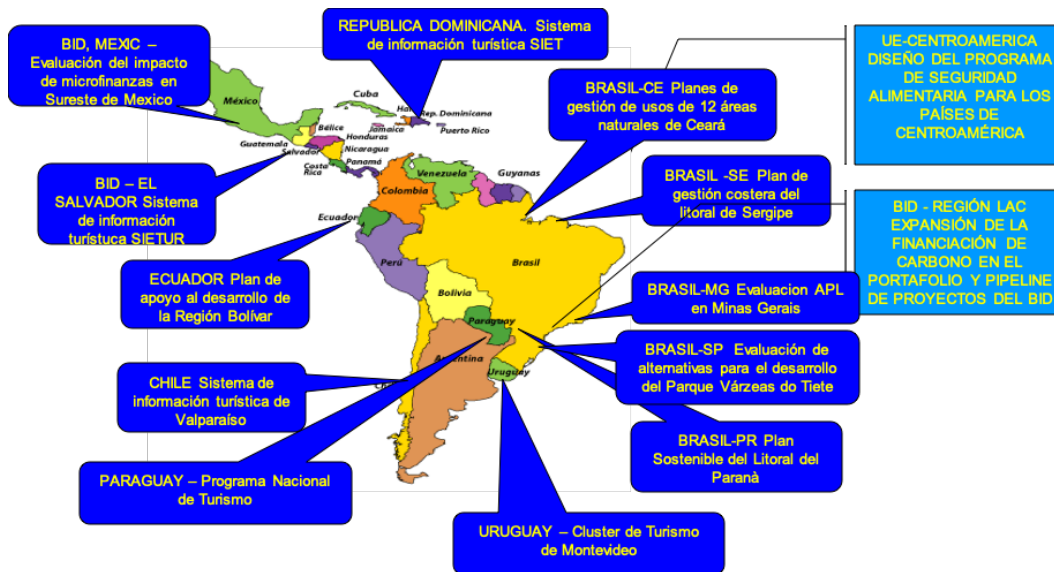 REPUBLICA DOMINICANA. Sistema
de información turística SIET
BID, MEXIC –
Evaluación del impacto
de microfinanzas en
Sureste de Mexico
UE-CENTROAMERICA
DISEÑO DEL PROGRAMA
DE SEGURIDAD
ALIMENTARIA PARA LOS
PAÍSES DE
CENTROAMÉRICA
BRASIL-CE Planes de
gestión de usos de 12 áreas
naturales de Ceará
México
Cuba
Rep. Dominicana
Jamaica
Puerto Rico
Bélice
Honduras
Guatemala
Salvador
Nicaragua
Costa
Rica
Panamá
Venezuela
Guyanas
Colombia
BID – EL
SALVADOR Sistema
de información
turístuca SIETUR
BRASIL -SE Plan de
gestión costera del
litoral de Sergipe
BID - REGIÓN LAC
EXPANSIÓN DE LA
FINANCIACIÓN DE
CARBONO EN EL
PORTAFOLIO Y PIPELINE
DE PROYECTOS DEL BID
Ecuador
Perú
Brasil
ECUADOR Plan de
apoyo al desarrollo de
la Región Bolívar
Bolivia
BRASIL-MG Evaluacion APL
en Minas Gerais
Paraguay
BRASIL-SP Evaluación de
alternativas para el desarrollo
del Parque Várzeas do Tiete
Argentina
Uruguay
CHILE Sistema de
información turística de
Valparaíso
BRASIL-PR Plan
Sostenible del Litoral del
Paranà
PARAGUAY – Programa Nacional
de Turismo
URUGUAY – Cluster de Turismo
de Montevideo